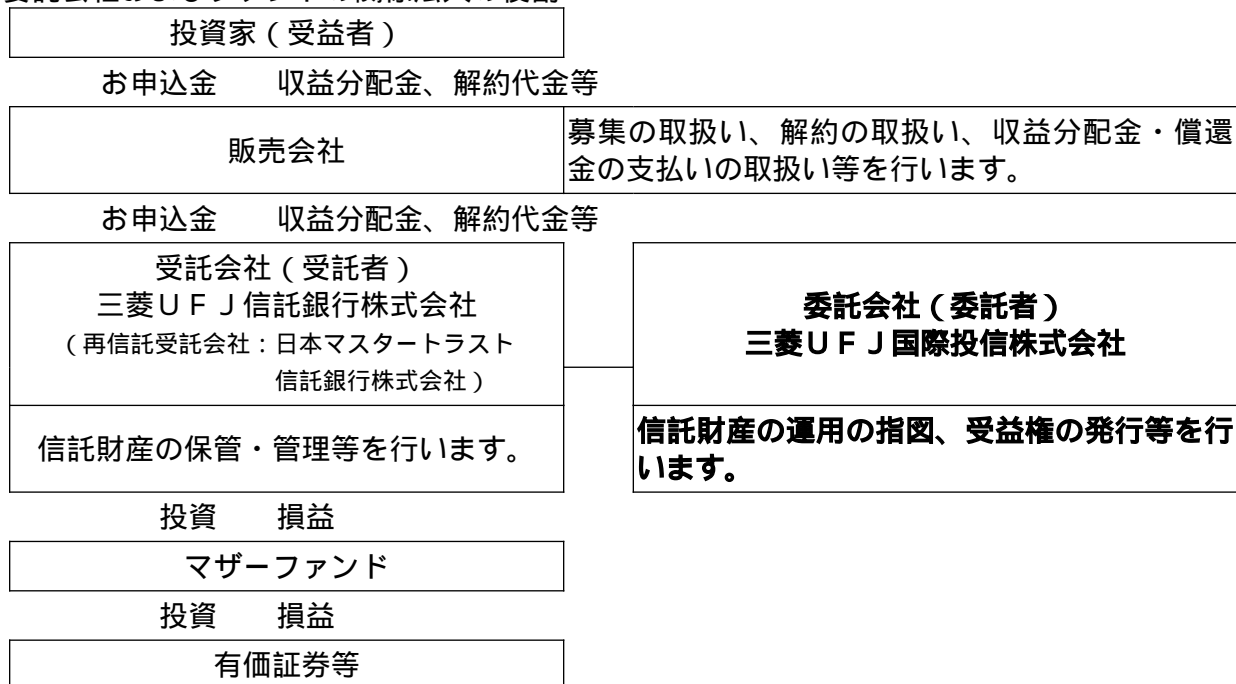 投資家（受益者）
お申込金　　収益分配金、解約代金等
販売会社
募集の取扱い、解約の取扱い、収益分配金・償還
金の支払いの取扱い等を行います。
お申込金　　収益分配金、解約代金等
受託会社（受託者）
三菱ＵＦＪ信託銀行株式会社
（再信託受託会社：日本マスタートラスト
信託銀行株式会社）
委託会社（委託者）
三菱ＵＦＪ国際投信株式会社
信託財産の保管・管理等を行います。
信託財産の運用の指図、受益権の発行等を行
います。
投資　　損益
マザーファンド
投資　　損益
有価証券等